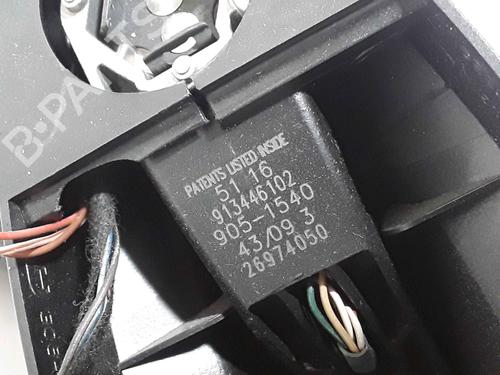 B-PARTS
PATENTS LISTED INSIDE
51 16
913446102
905-1540
43/09 3
26974050